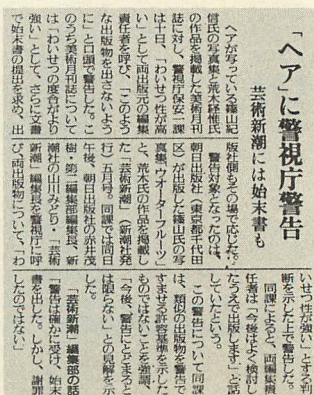 「ヘア」に警視庁警告
芸術新潮には始末書も
ヘアが写っている篠山紀
信氏の写真集と荒木経惟氏
の作品を掲載した美術月刊
誌に対し、警視庁保安一課
は十日、「わいせつ性が高
い」として両出版元の編集
責任者を呼び、「このよう
な出版物を出さないよう
に」と口頭で警告した。こ
のうち美術月刊誌について
は「わいせつの度合がより
強い」として、さらに文書
で始末書の提出を求め、出
版社側もその場で応じた。
警告対象となったのは、
朝日出版社（東京都千代田
区）が出版した篠山氏の写
真集「ウオーターフルーツ」
と、荒木氏の作品を掲載し
た「芸術新潮」（新潮社発
行）五月号。同課では同日
午後、朝日出版社の赤井茂
樹・第二編集部編集長、新
潮社の山川みどり・「芸術
新潮」編集長を警視庁に呼
び、両出版物について、「わ
いせつ性が強い」とする判
断を示した上で警告した。
同課によると、両編集責
任者は「今後はよく検討し
たうえで出版します」と話
していたという。
この警告について同課
は、類似の出版物を警告で
すませる許容基準を示した
ものではないことを強調、
「今後、警告にとどまると
は限らない」との見解を示
した。
「芸術新潮」編集部の話
「警告は確かに受け、始末
書を出した。しかし、謝罪
したのではない」